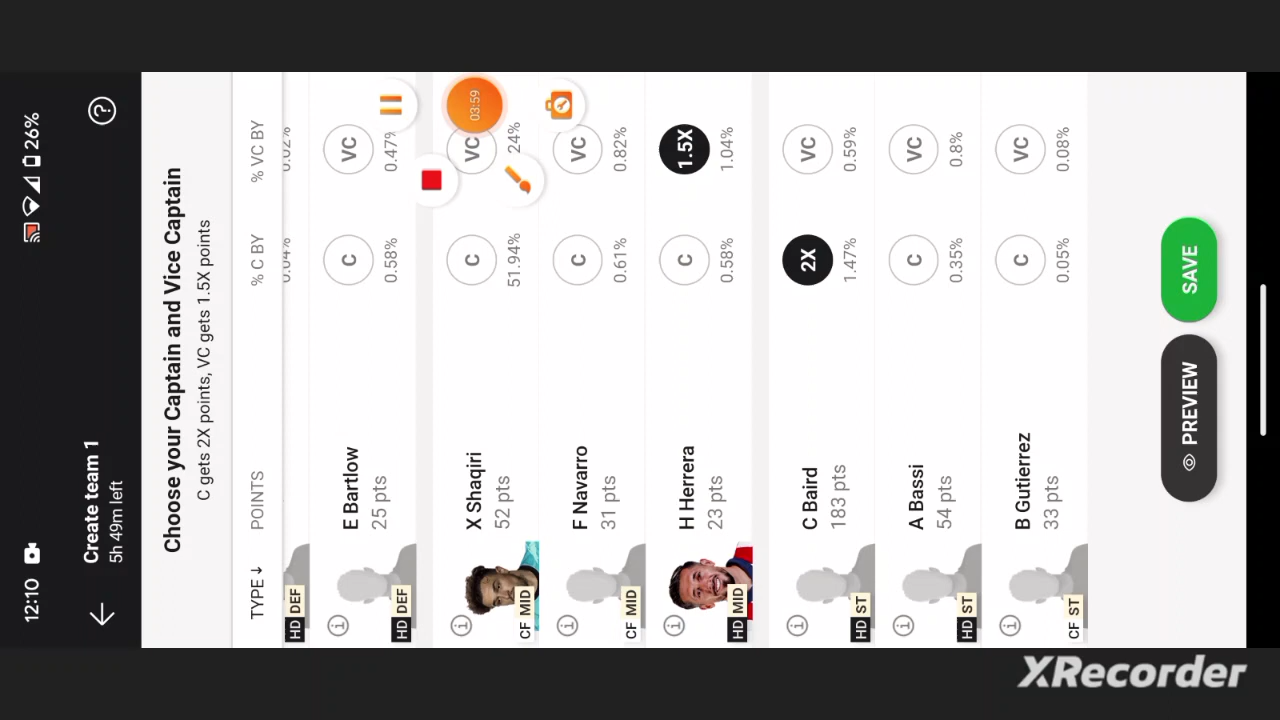 12:10
26%
Create team 1
5h 49m left
?
Choose your Captain and Vice Captain
C gets 2X points, VC gets 1.5X points
TYPE ↓ POINTS % C BY % VC BY
HD DEF
E Bartlow
25 pts
C 0.58%
VC 0.47%
HD DEF
X Shaqiri
52 pts
C 51.94%
VC 24%
CF MID
F Navarro
31 pts
C 0.61%
VC 0.82%
CF MID
H Herrera
23 pts
C 0.58%
1.5X 1.04%
HD MID
C Baird
183 pts
2X 1.47%
VC 0.59%
HD ST
A Bassi
54 pts
C 0.35%
VC 0.8%
HD ST
B Gutierrez
33 pts
C 0.05%
VC 0.08%
CF ST
03:59
PREVIEW
SAVE
XRecorder